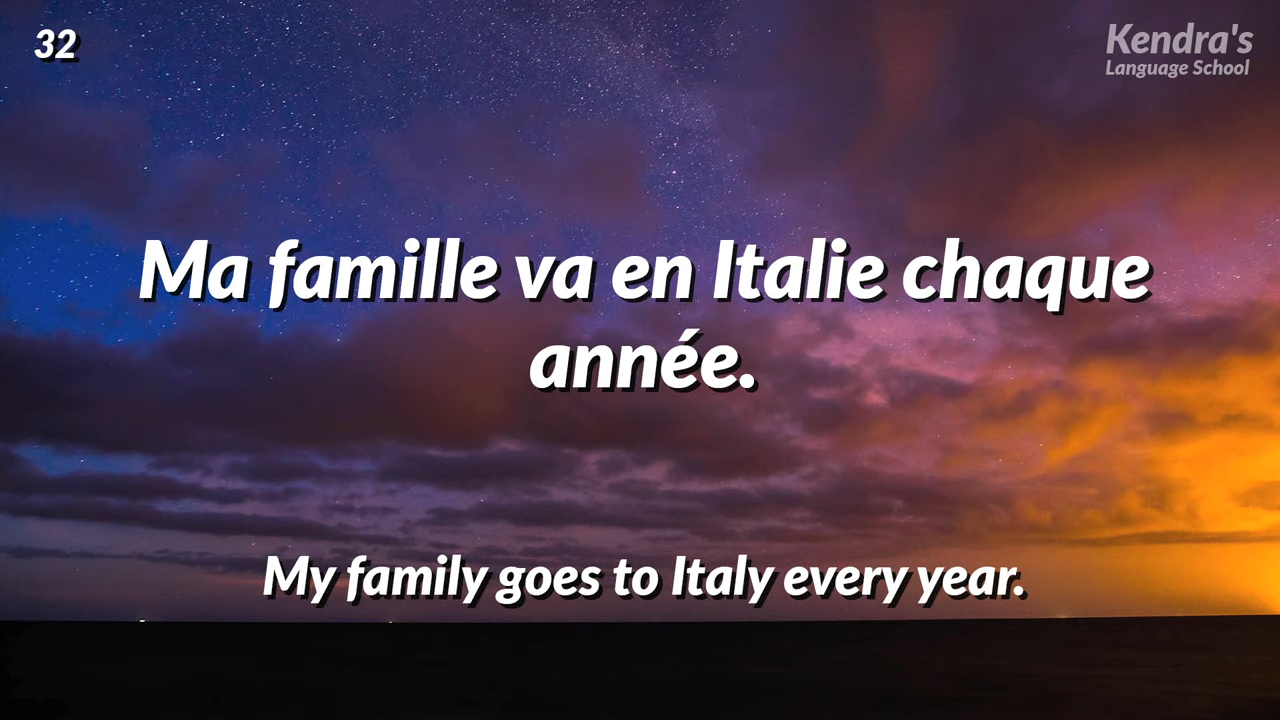 32
Kendra's
Language School
Ma famille va en Italie chaque
année.
My family goes to Italy every year.